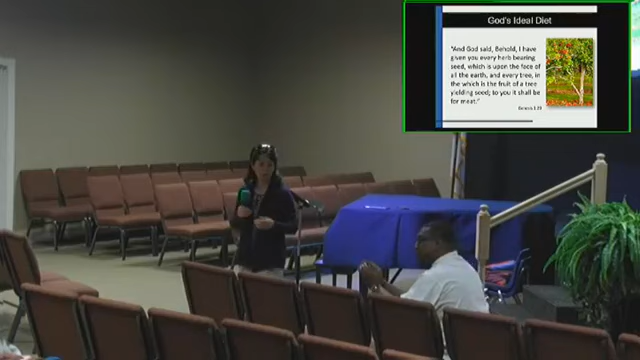 God's Ideal Diet
"And God said, Behold, I have
given you every herb bearing
seed, which is upon the face of
all the earth, and every tree, in
the which is the fruit of a tree
yielding seed; to you it shall be
for meat."
Genesis 1:29